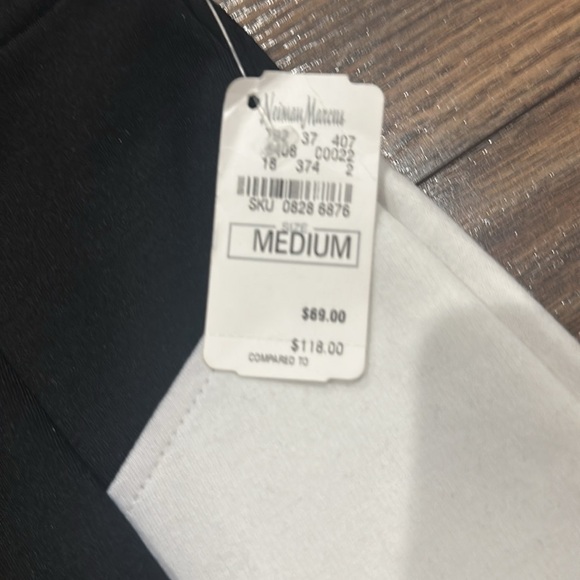 Neiman Marcus
37 407
C0022
18 374 2
SKU 0828 6876
SIZE
MEDIUM
$69.00
$118.00
COMPARED TO